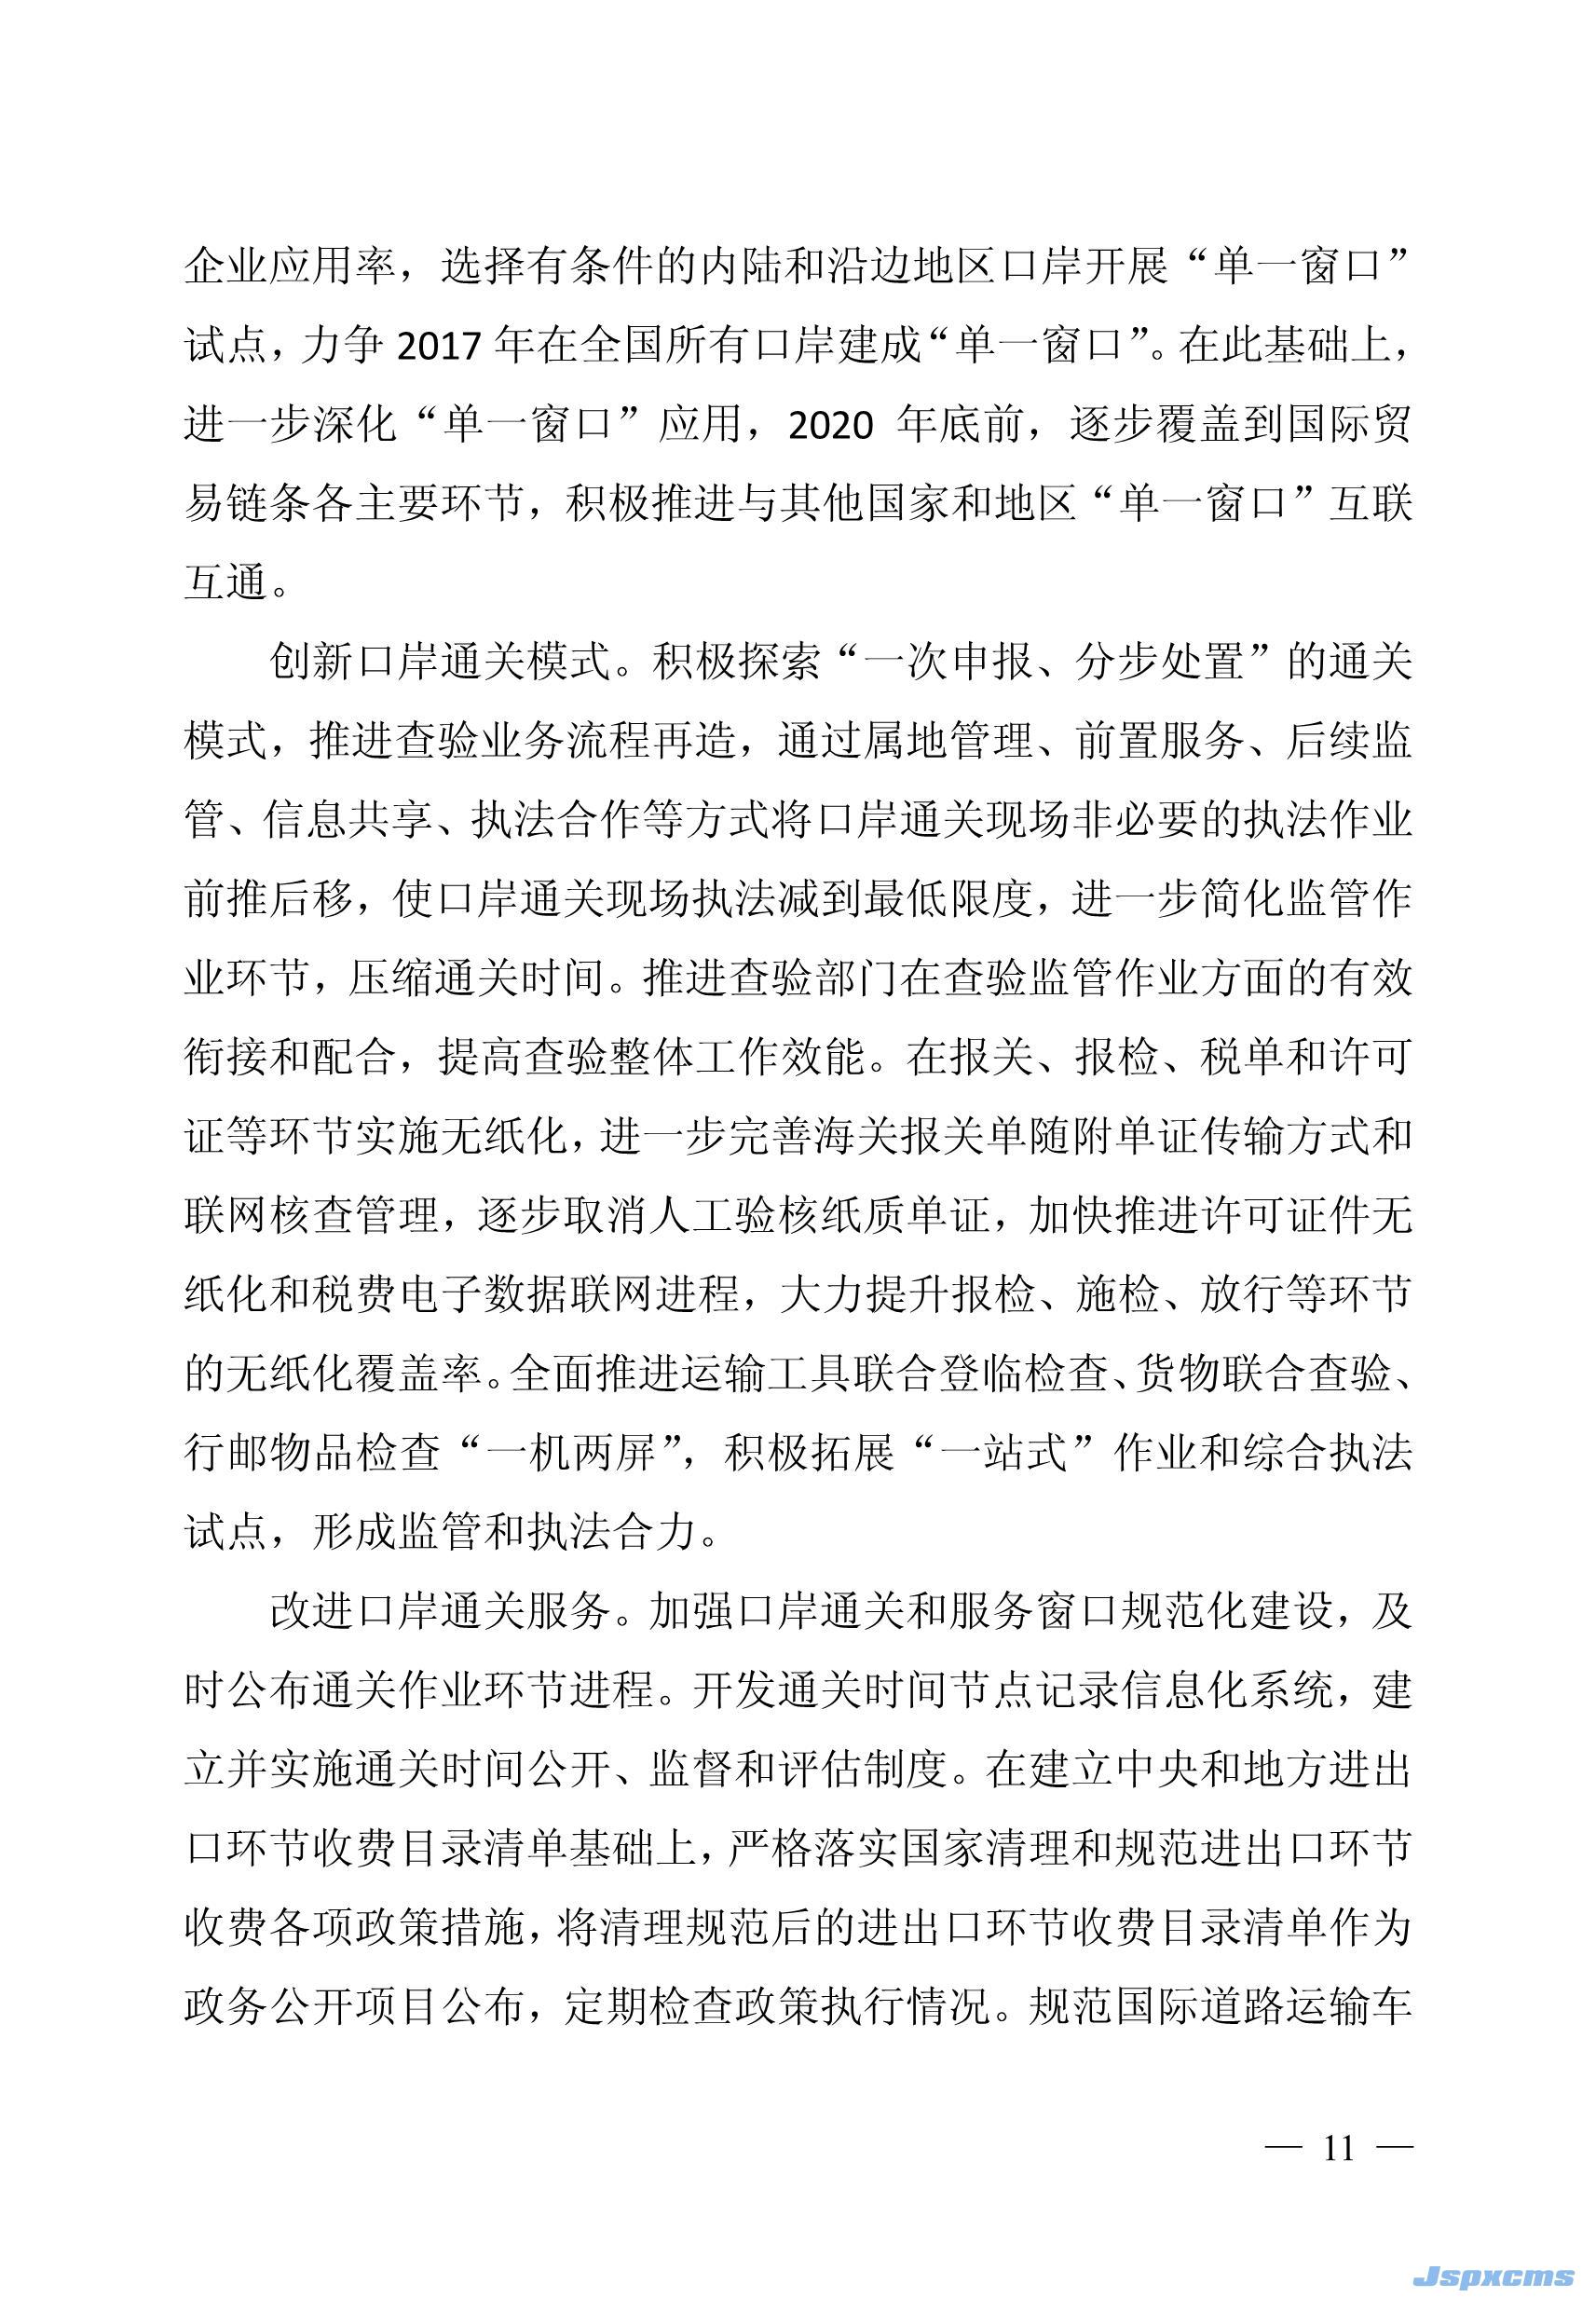 企业应用率，选择有条件的内陆和沿边地区口岸开展“单一窗口”
试点，力争 2017 年在全国所有口岸建成“单一窗口”。在此基础上，
进一步深化“单一窗口”应用，2020 年底前，逐步覆盖到国际贸
易链条各主要环节，积极推进与其他国家和地区“单一窗口”互联
互通。
创新口岸通关模式。积极探索“一次申报、分步处置”的通关
模式，推进查验业务流程再造，通过属地管理、前置服务、后续监
管、信息共享、执法合作等方式将口岸通关现场非必要的执法作业
前推后移，使口岸通关现场执法减到最低限度，进一步简化监管作
业环节，压缩通关时间。推进查验部门在查验监管作业方面的有效
衔接和配合，提高查验整体工作效能。在报关、报检、税单和许可
证等环节实施无纸化，进一步完善海关报关单随附单证传输方式和
联网核查管理，逐步取消人工验核纸质单证，加快推进许可证件无
纸化和税费电子数据联网进程，大力提升报检、施检、放行等环节
的无纸化覆盖率。全面推进运输工具联合登临检查、货物联合查验、
行邮物品检查“一机两屏”，积极拓展“一站式”作业和综合执法
试点，形成监管和执法合力。
改进口岸通关服务。加强口岸通关和服务窗口规范化建设，及
时公布通关作业环节进程。开发通关时间节点记录信息化系统，建
立并实施通关时间公开、监督和评估制度。在建立中央和地方进出
口环节收费目录清单基础上，严格落实国家清理和规范进出口环节
收费各项政策措施，将清理规范后的进出口环节收费目录清单作为
政务公开项目公布，定期检查政策执行情况。规范国际道路运输车
— 11 —
Jspxcms